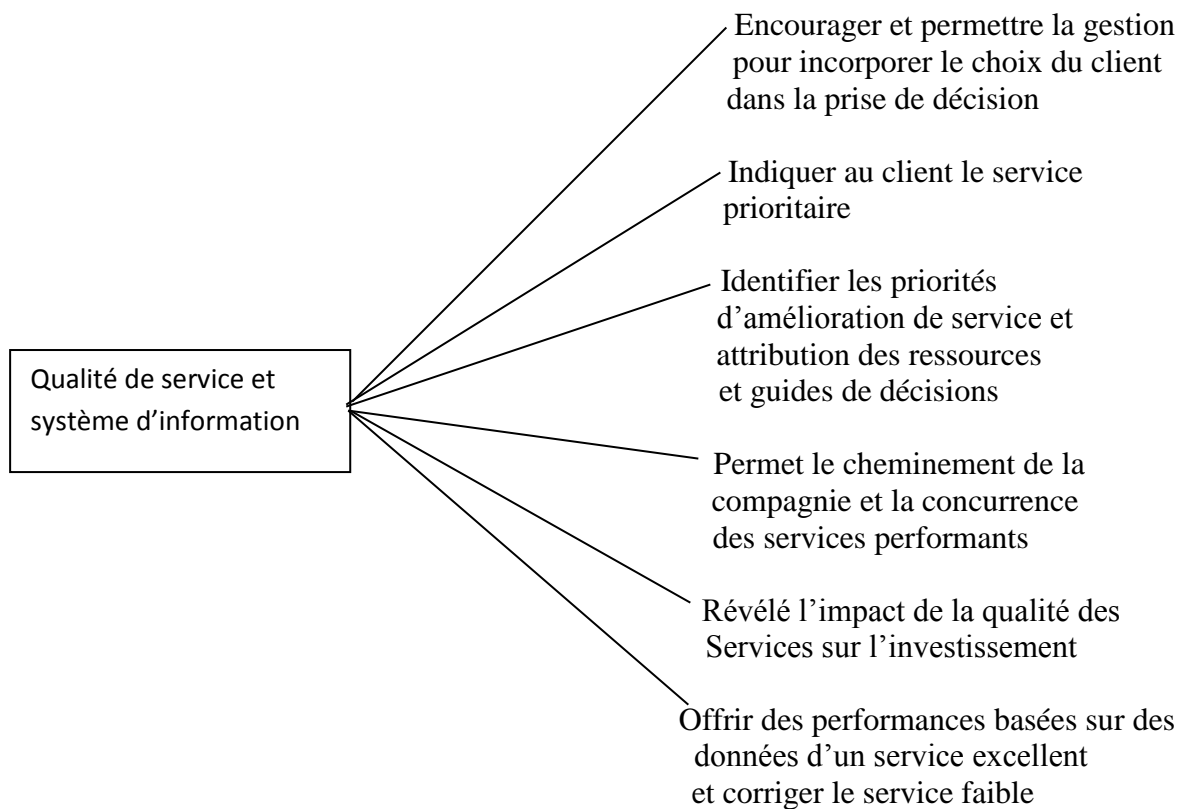 Encourager et permettre la gestion
pour incorporer le choix du client
dans la prise de décision
Indiquer au client le service
prioritaire
Identifier les priorités
d’amélioration de service et
attribution des ressources
et guides de décisions
Qualité de service et
système d’information
Permet le cheminement de la
compagnie et la concurrence
des services performants
Révélé l’impact de la qualité des
Services sur l’investissement
Offrir des performances basées sur des
données d’un service excellent
et corriger le service faible